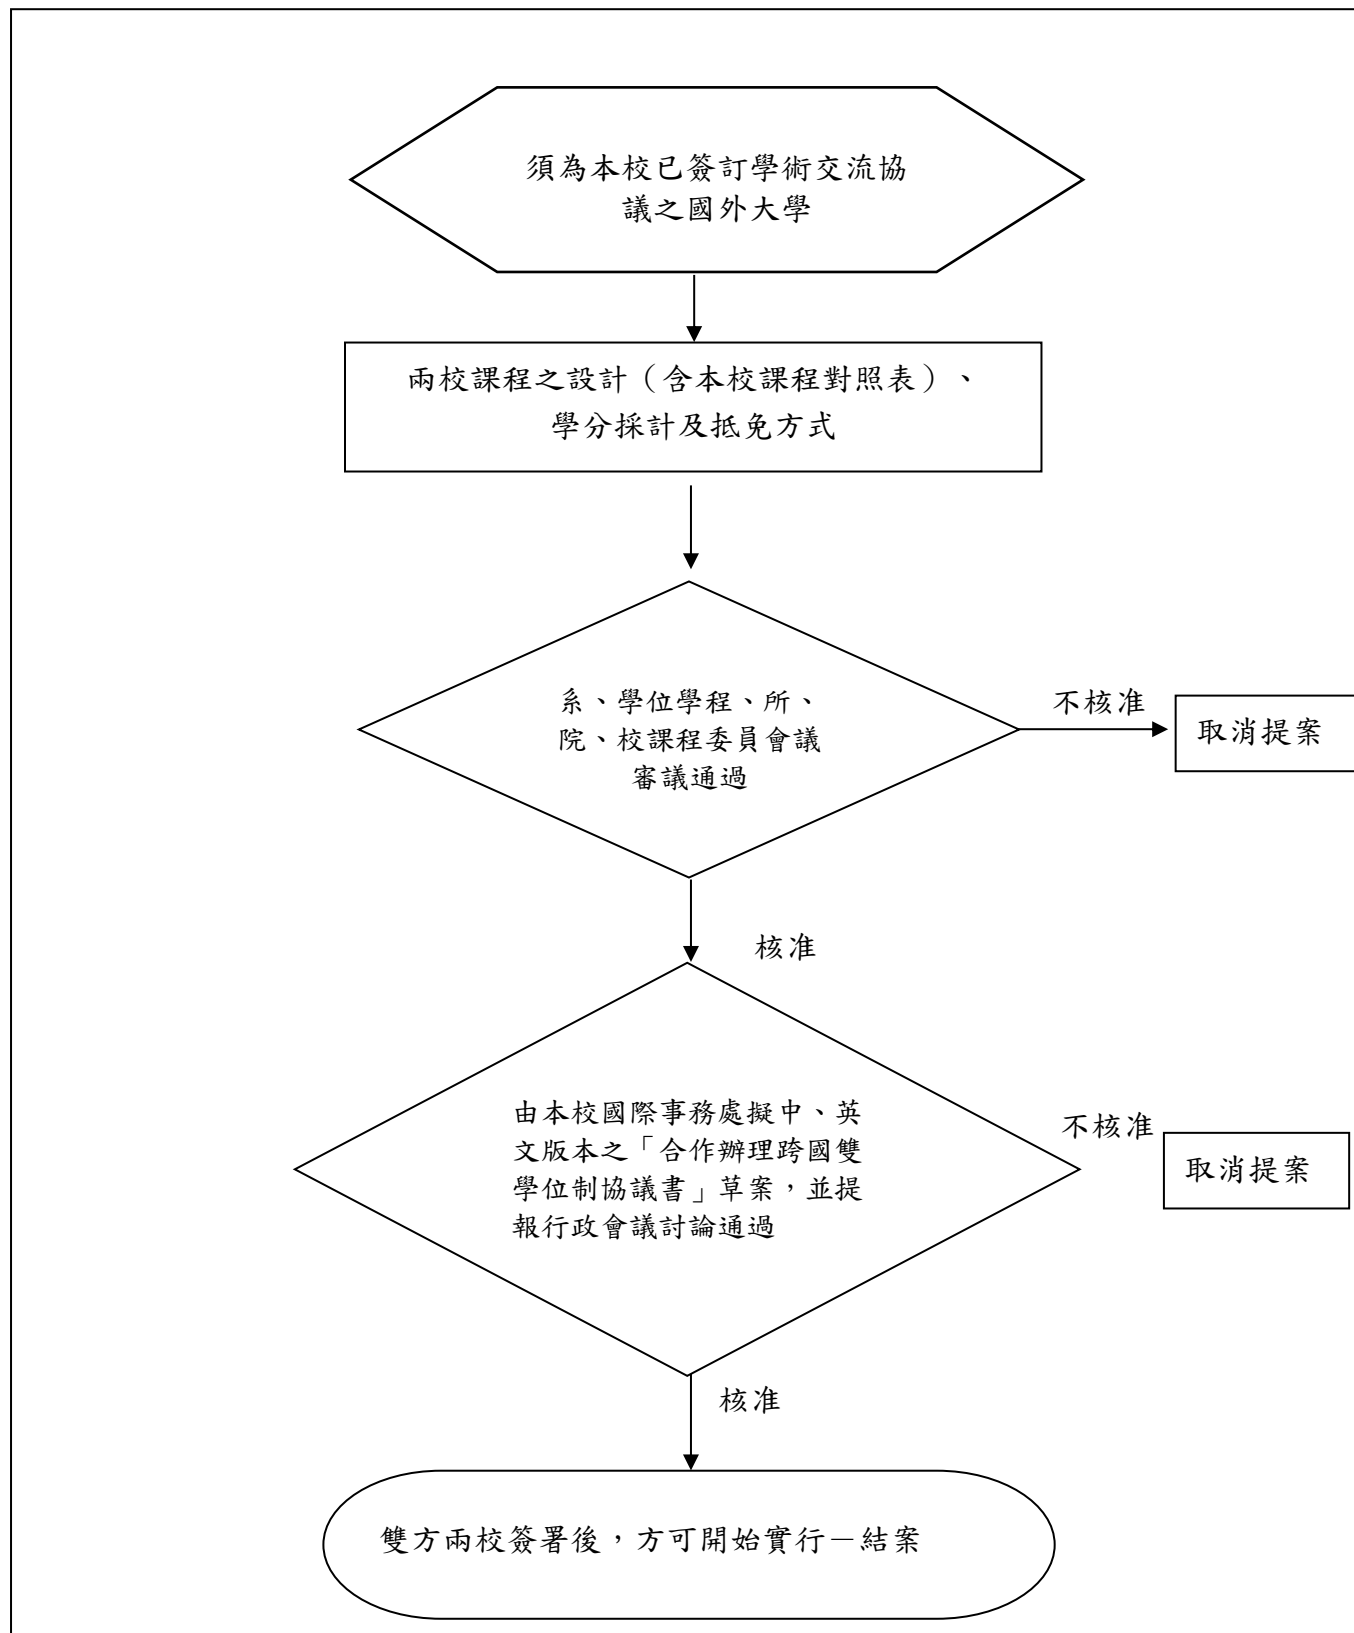 須為本校已簽訂學術交流協
議之國外大學
兩校課程之設計（含本校課程對照表）、
學分採計及抵免方式
系、學位學程、所、
院、校課程委員會議
審議通過
不核准
取消提案
核准
由本校國際事務處擬中、英
文版本之「合作辦理跨國雙
學位制協議書」草案，並提
報行政會議討論通過
不核准
取消提案
核准
雙方兩校簽署後，方可開始實行－結案